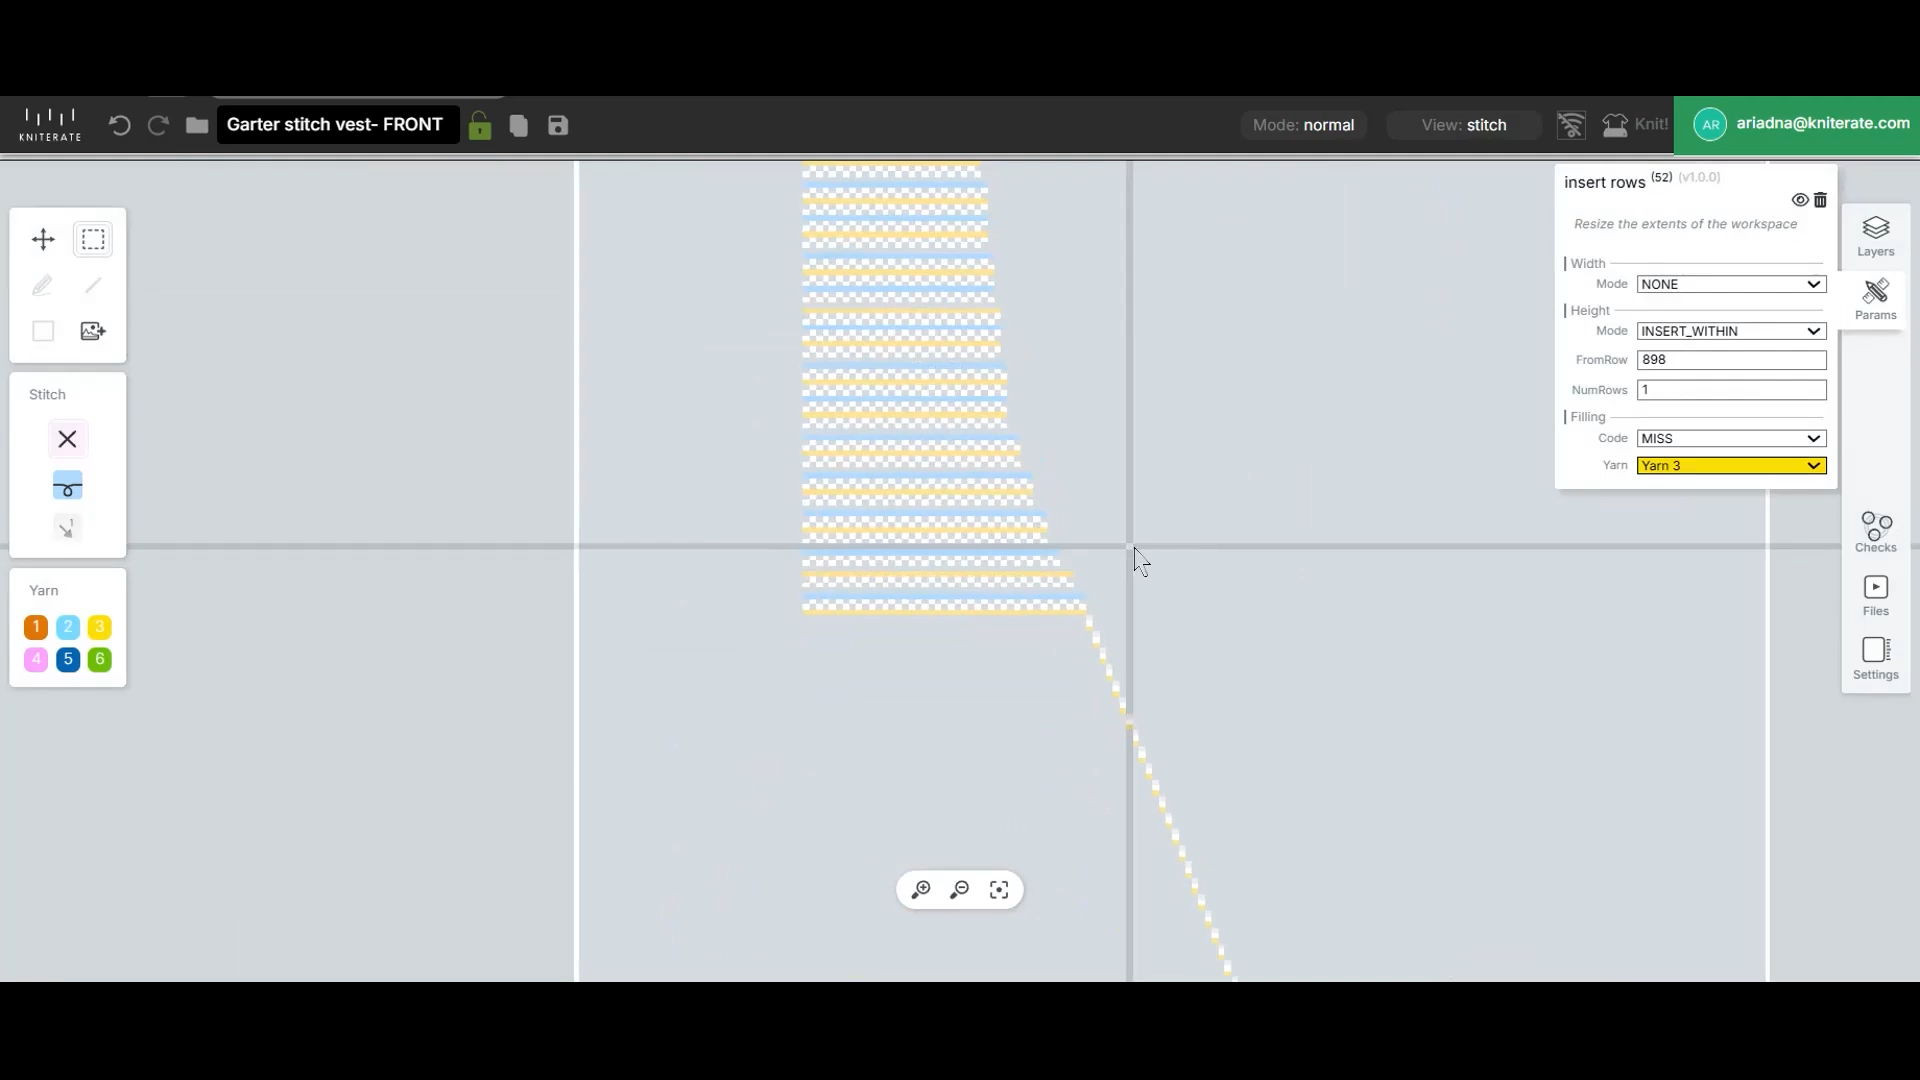 KNITERATE
Garter stitch vest- FRONT
Mode: normal
View: stitch
Knit!
AR
ariadna@kniterate.com
insert rows (52) (v1.0.0)
Resize the extents of the workspace
Width
Mode NONE
Height
Mode INSERT_WITHIN
FromRow 898
NumRows 1
Filling
Code MISS
Yarn Yarn 3
Layers
Params
Checks
Files
Settings
Stitch
1
Yarn
1 2 3
4 5 6